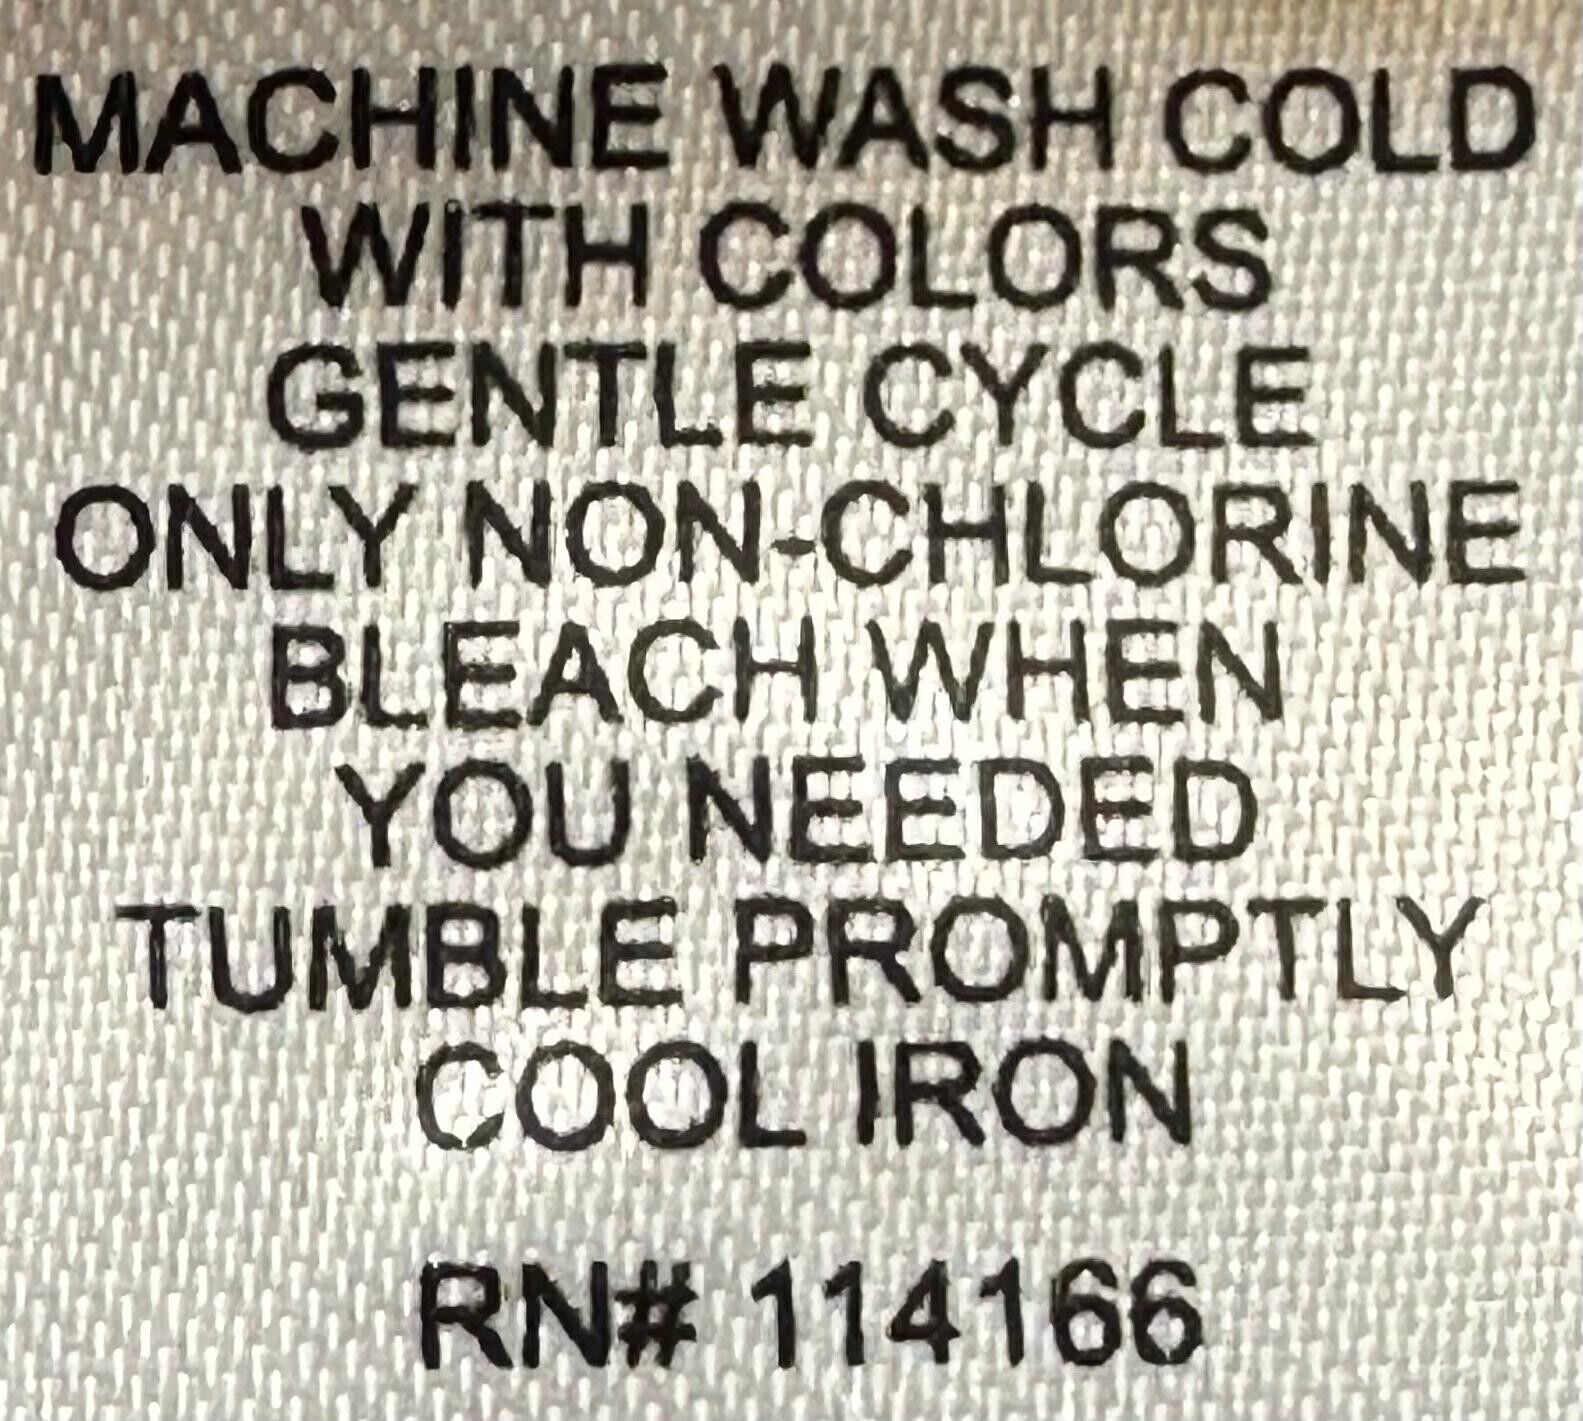 MACHINE WASH COLD
WITH COLORS
GENTLE CYCLE
ONLY NON-CHLORINE
BLEACH WHEN
YOU NEEDED
TUMBLE PROMPTLY
COOL IRON
RN# 114166